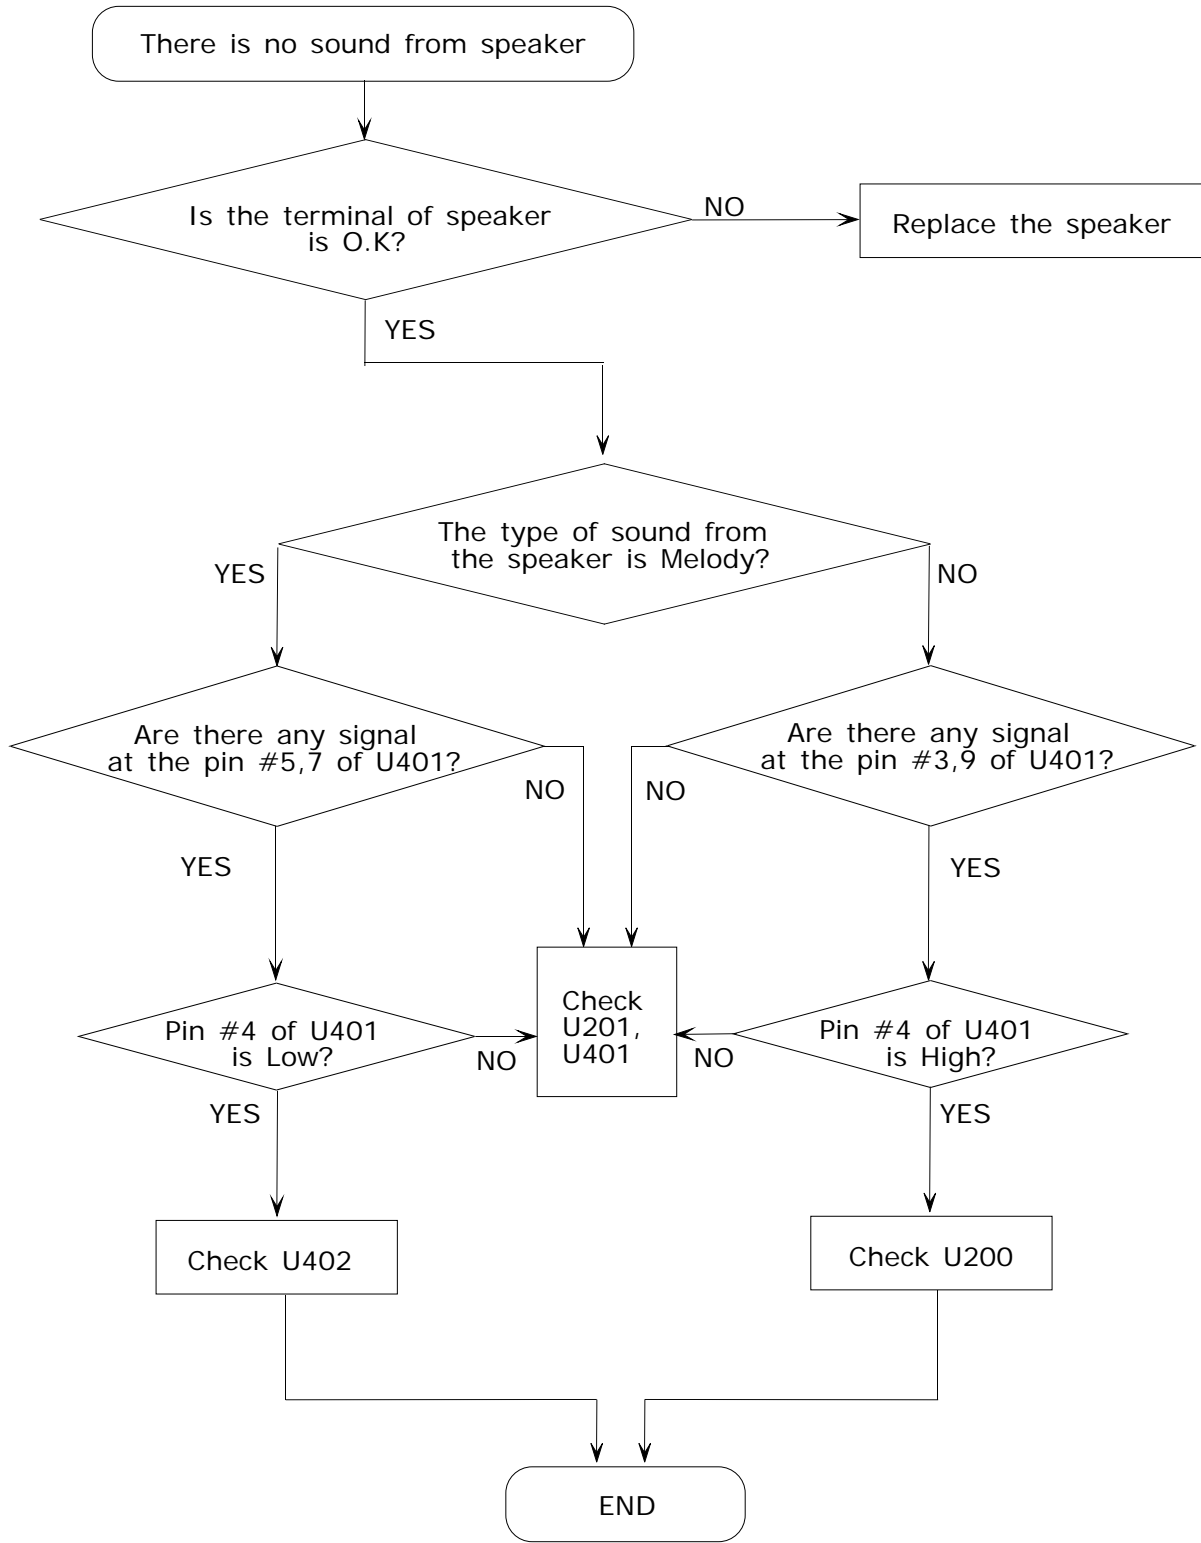 There is no sound from speaker
Is the terminal of speaker
is O.K?
NO
Replace the speaker
YES
The type of sound from
the speaker is Melody?
YES
NO
Are there any signal
at the pin #5,7 of U401?
Are there any signal
at the pin #3,9 of U401?
NO
NO
YES
YES
Pin #4 of U401
is Low?
NO
Check
U201,
U401
Pin #4 of U401
is High?
NO
YES
YES
Check U402
Check U200
END